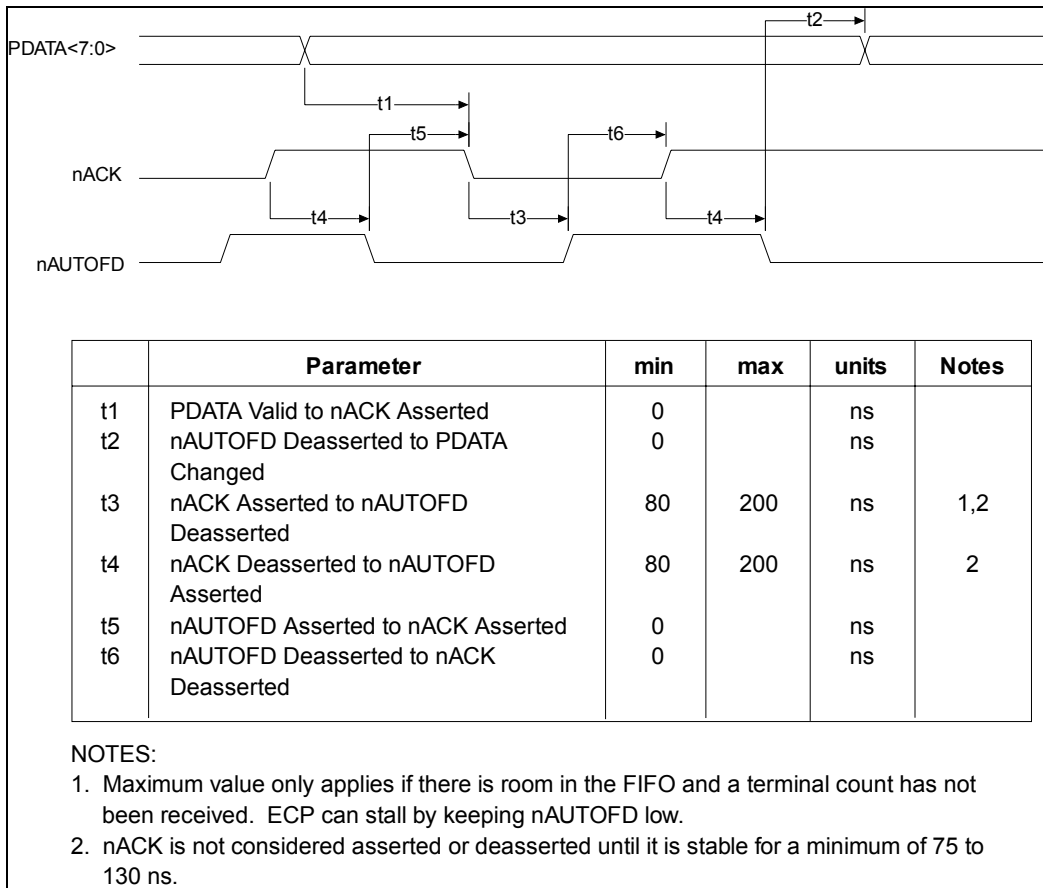 t2
PDATA<7:0>
t1
t5
t6
nACK
t4
t3
t4
nAUTOFD
Parameter min max units Notes
t1 PDATA Valid to nACK Asserted 0 ns
t2 nAUTOFD Deasserted to PDATA 0 ns
Changed
t3 nACK Asserted to nAUTOFD 80 200 ns 1,2
Deasserted
t4 nACK Deasserted to nAUTOFD 80 200 ns 2
Asserted
t5 nAUTOFD Asserted to nACK Asserted 0 ns
t6 nAUTOFD Deasserted to nACK 0 ns
Deasserted
NOTES:
1. Maximum value only applies if there is room in the FIFO and a terminal count has not
been received. ECP can stall by keeping nAUTOFD low.
2. nACK is not considered asserted or deasserted until it is stable for a minimum of 75 to
130 ns.